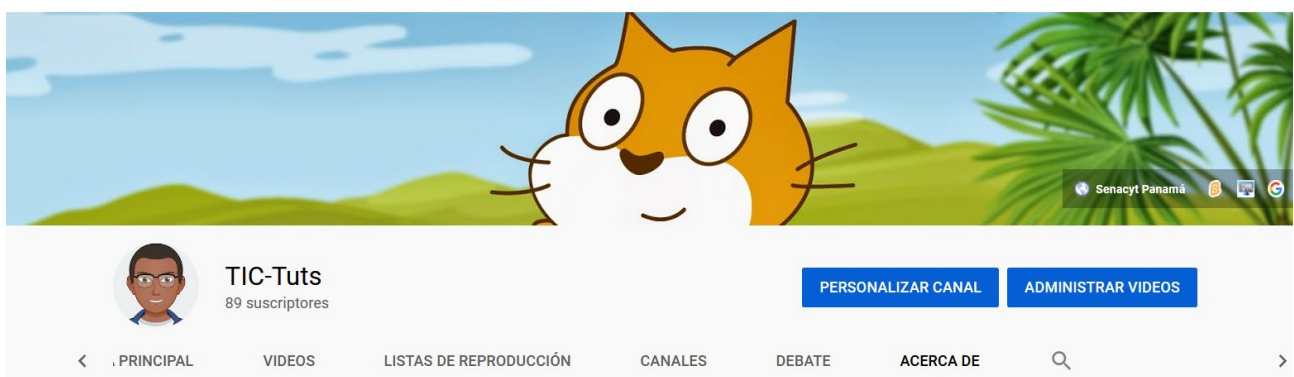 Senacyt Panamá
TIC-Tuts
89 suscriptores
PERSONALIZAR CANAL
ADMINISTRAR VIDEOS
PRINCIPAL VIDEOS LISTAS DE REPRODUCCIÓN CANALES DEBATE ACERCA DE